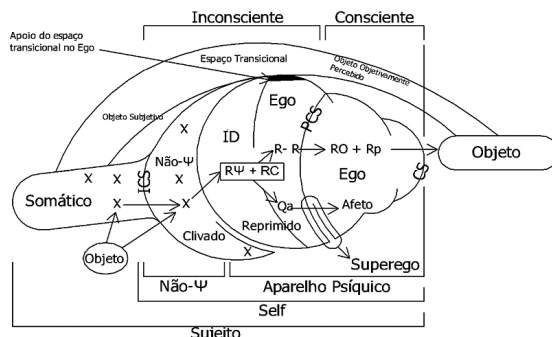 Inconsciente
Consciente
Apoio do espaço
transicional no Ego
Espaço Transicional
Objeto Objetivamente
Percebido
Objeto Subjetivo
Ego
PCS
ID
Não-Ψ
X
ICS
X
X X
R- R
RO + Rp
Objeto
RΨ + RC
Ego
CS
Somático
X
X
Qa
Afeto
Clivado
Reprimido
X
Objeto
Superego
Não-Ψ
Aparelho Psíquico
Self
Sujeito